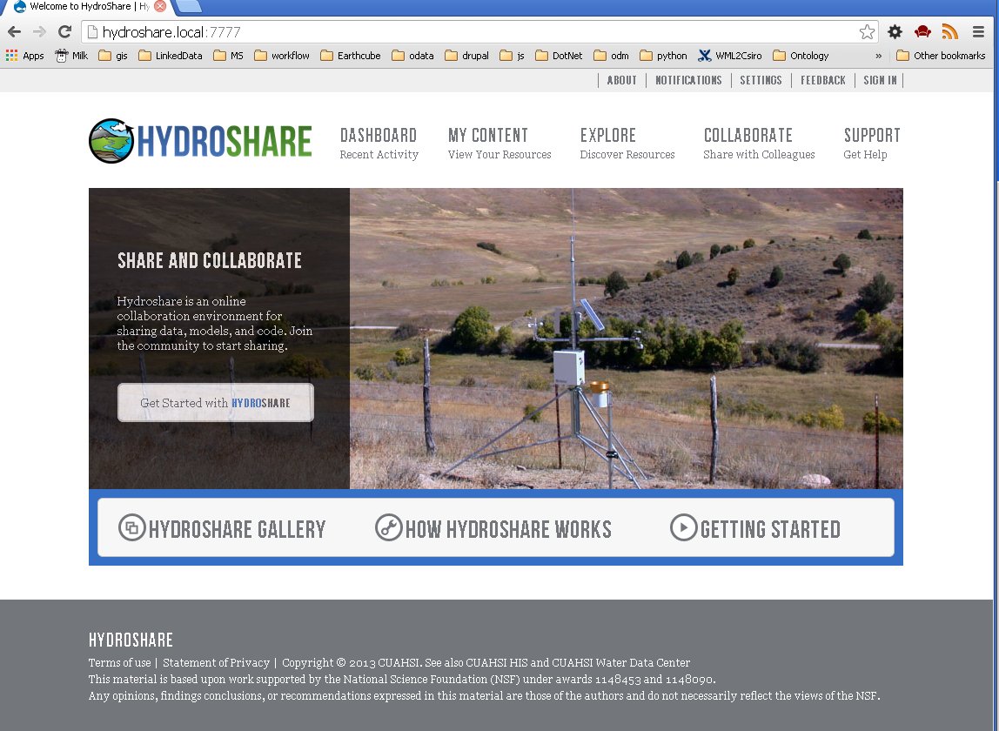 Welcome to HydroShare | Hy
hydroshare.local:7777
Apps Milk gis LinkedData MS workflow Earthcube odata drupal js DotNet odm python WML2Csiro Ontology » Other bookmarks
ABOUT NOTIFICATIONS SETTINGS FEEDBACK SIGN IN
HYDROSHARE
DASHBOARD MY CONTENT EXPLORE COLLABORATE SUPPORT
Recent Activity View Your Resources Discover Resources Share with Colleagues Get Help
SHARE AND COLLABORATE
Hydroshare is an online
collaboration environment for
sharing data, models, and code. Join
the community to start sharing.
Get Started with HYDROSHARE
HYDROSHARE GALLERY HOW HYDROSHARE WORKS GETTING STARTED
HYDROSHARE
Terms of use | Statement of Privacy | Copyright © 2013 CUAHSI. See also CUAHSI HIS and CUAHSI Water Data Center
This material is based upon work supported by the National Science Foundation (NSF) under awards 1148453 and 1148090.
Any opinions, findings conclusions, or recommendations expressed in this material are those of the authors and do not necessarily reflect the views of the NSF.